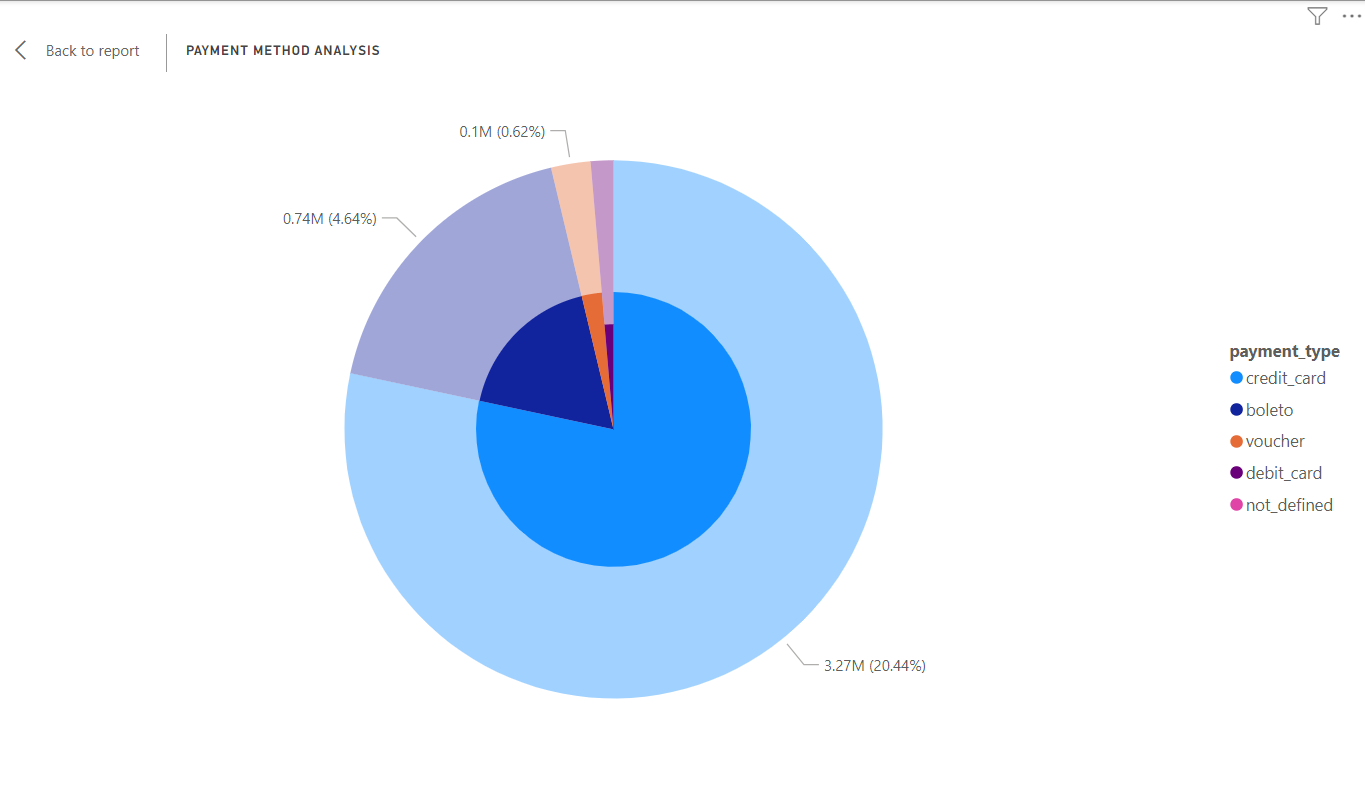 Back to report
PAYMENT METHOD ANALYSIS
0.1M (0.62%)
0.74M (4.64%)
3.27M (20.44%)
payment_type
credit_card
boleto
voucher
debit_card
not_defined